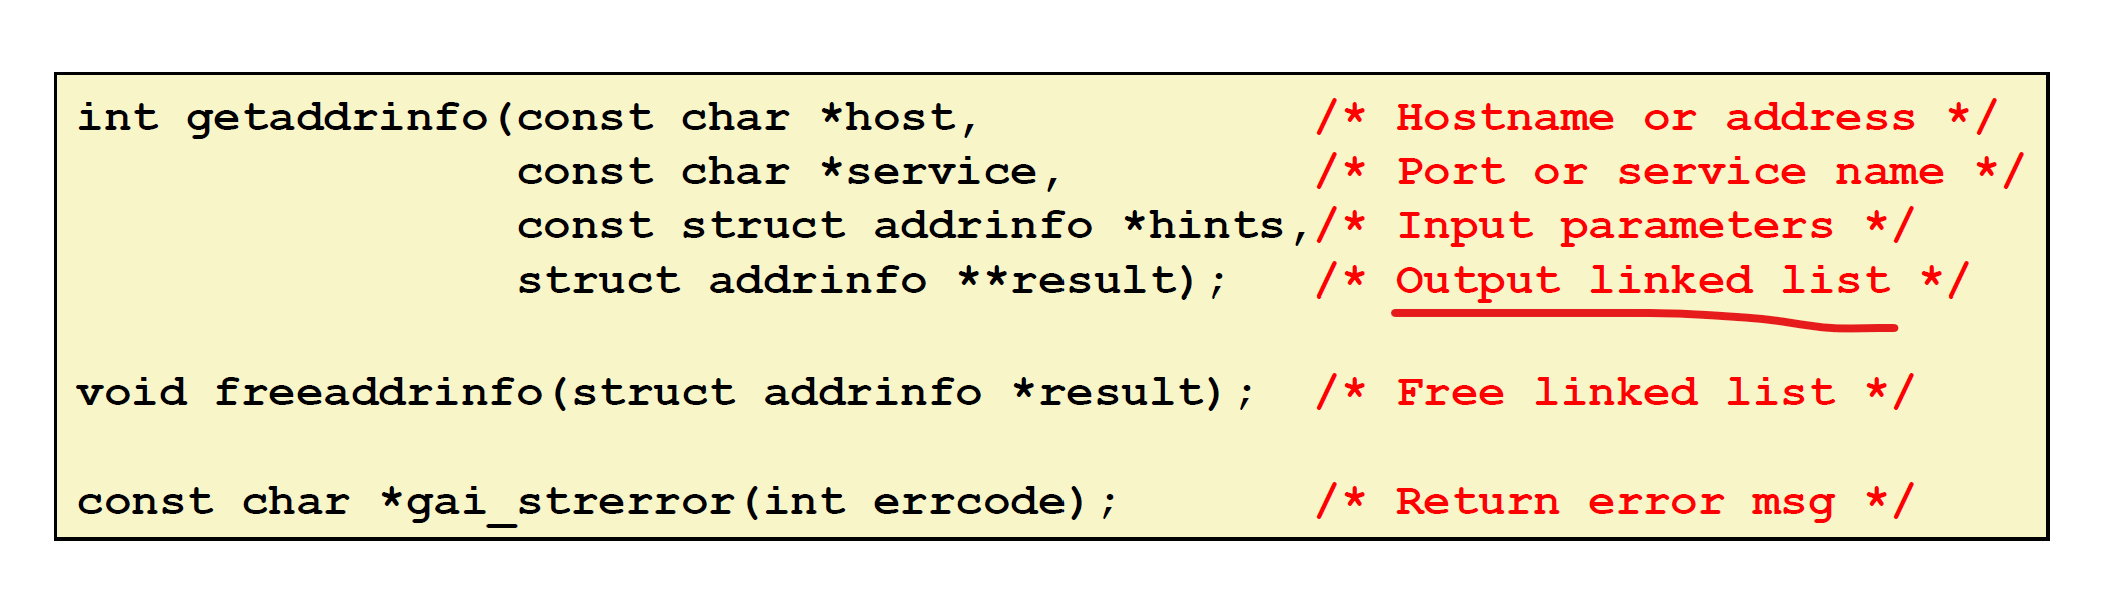 int getaddrinfo(const char *host, /* Hostname or address */
const char *service, /* Port or service name */
const struct addrinfo *hints,/* Input parameters */
struct addrinfo **result); /* Output linked list */
void freeaddrinfo(struct addrinfo *result); /* Free linked list */
const char *gai_strerror(int errcode); /* Return error msg */